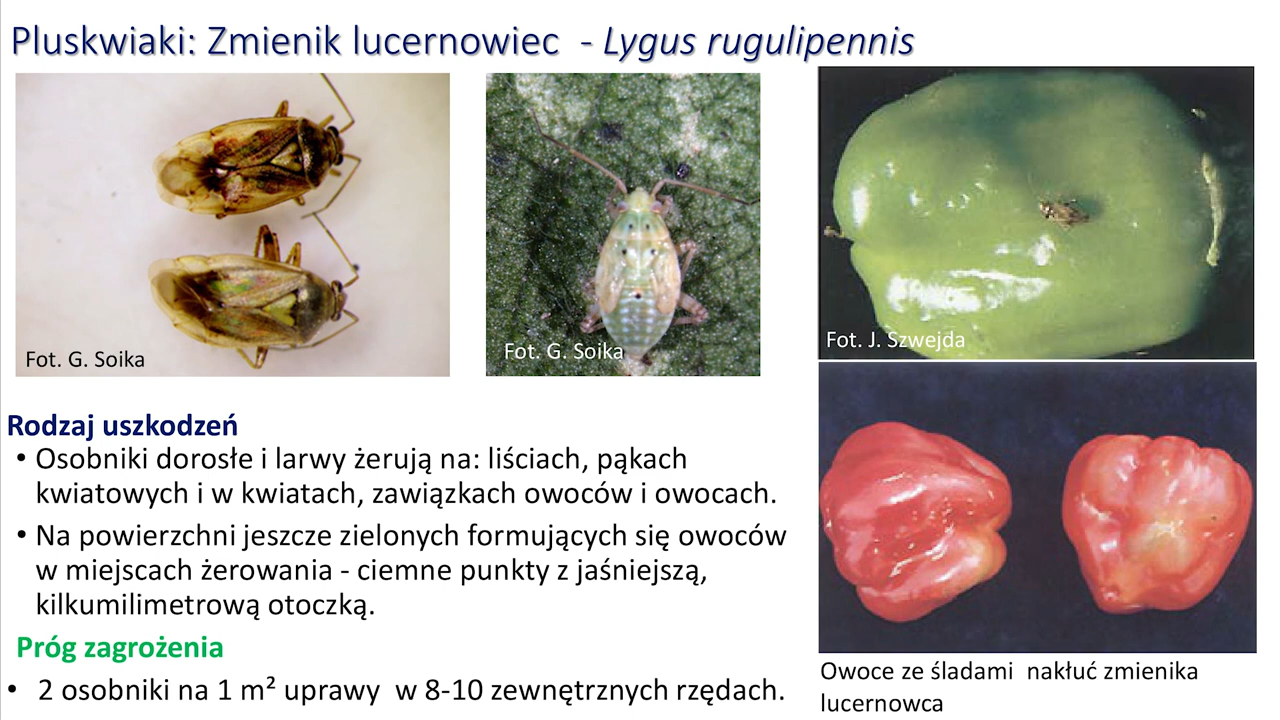 Pluskwiaki: Zmienik lucernowiec - Lygus rugulipennis
Fot. G. Soika
Fot. G. Soika
Fot. J. Szwejda
Rodzaj uszkodzeń
• Osobniki dorosłe i larwy żerują na: liściach, pąkach
kwiatowych i w kwiatach, zawiązkach owoców i owocach.
• Na powierzchni jeszcze zielonych formujących się owoców
w miejscach żerowania - ciemne punkty z jaśniejszą,
kilkumilimetrową otoczką.
Próg zagrożenia
• 2 osobniki na 1 m² uprawy w 8-10 zewnętrznych rzędach.
Owoce ze śladami nakłuć zmienika
lucernowca